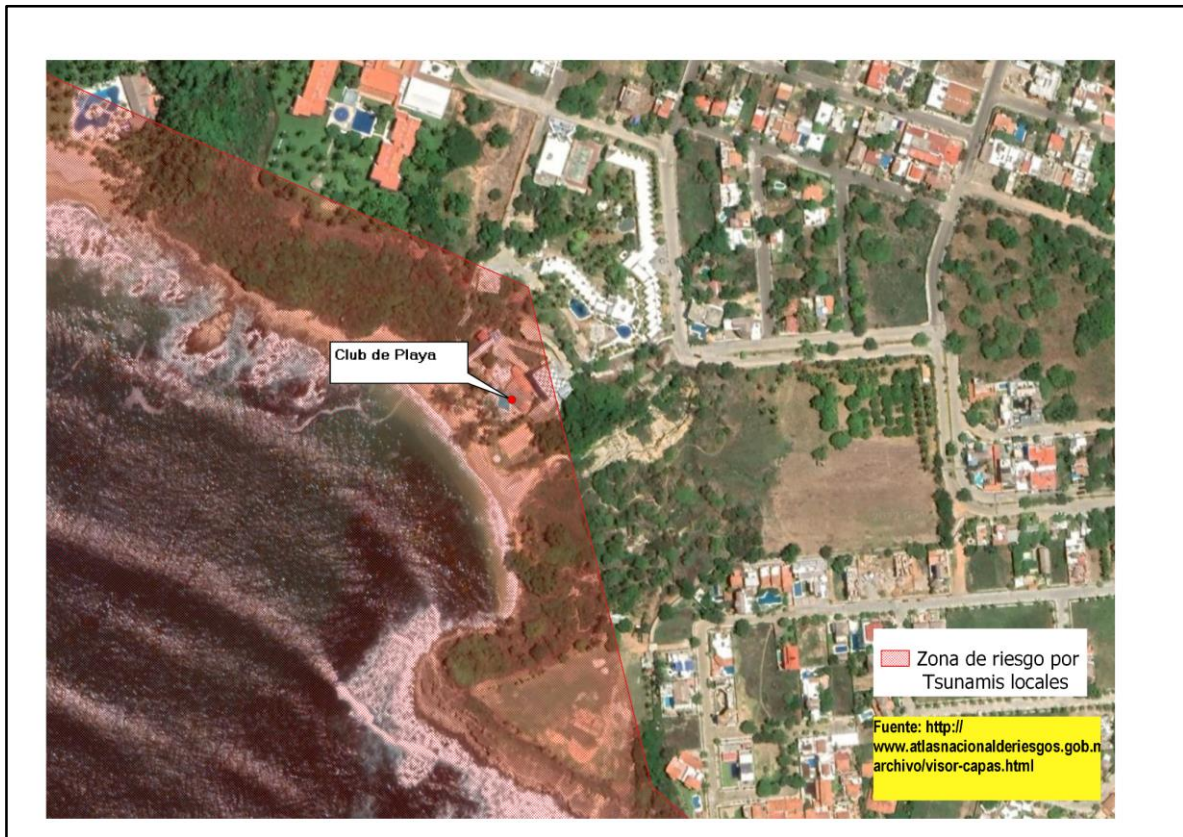 Club de Playa
Zona de riesgo por
Tsunamis locales
Fuente: http://
www.atlasnacionalderiesgos.gob.m
archivo/visor-capas.html